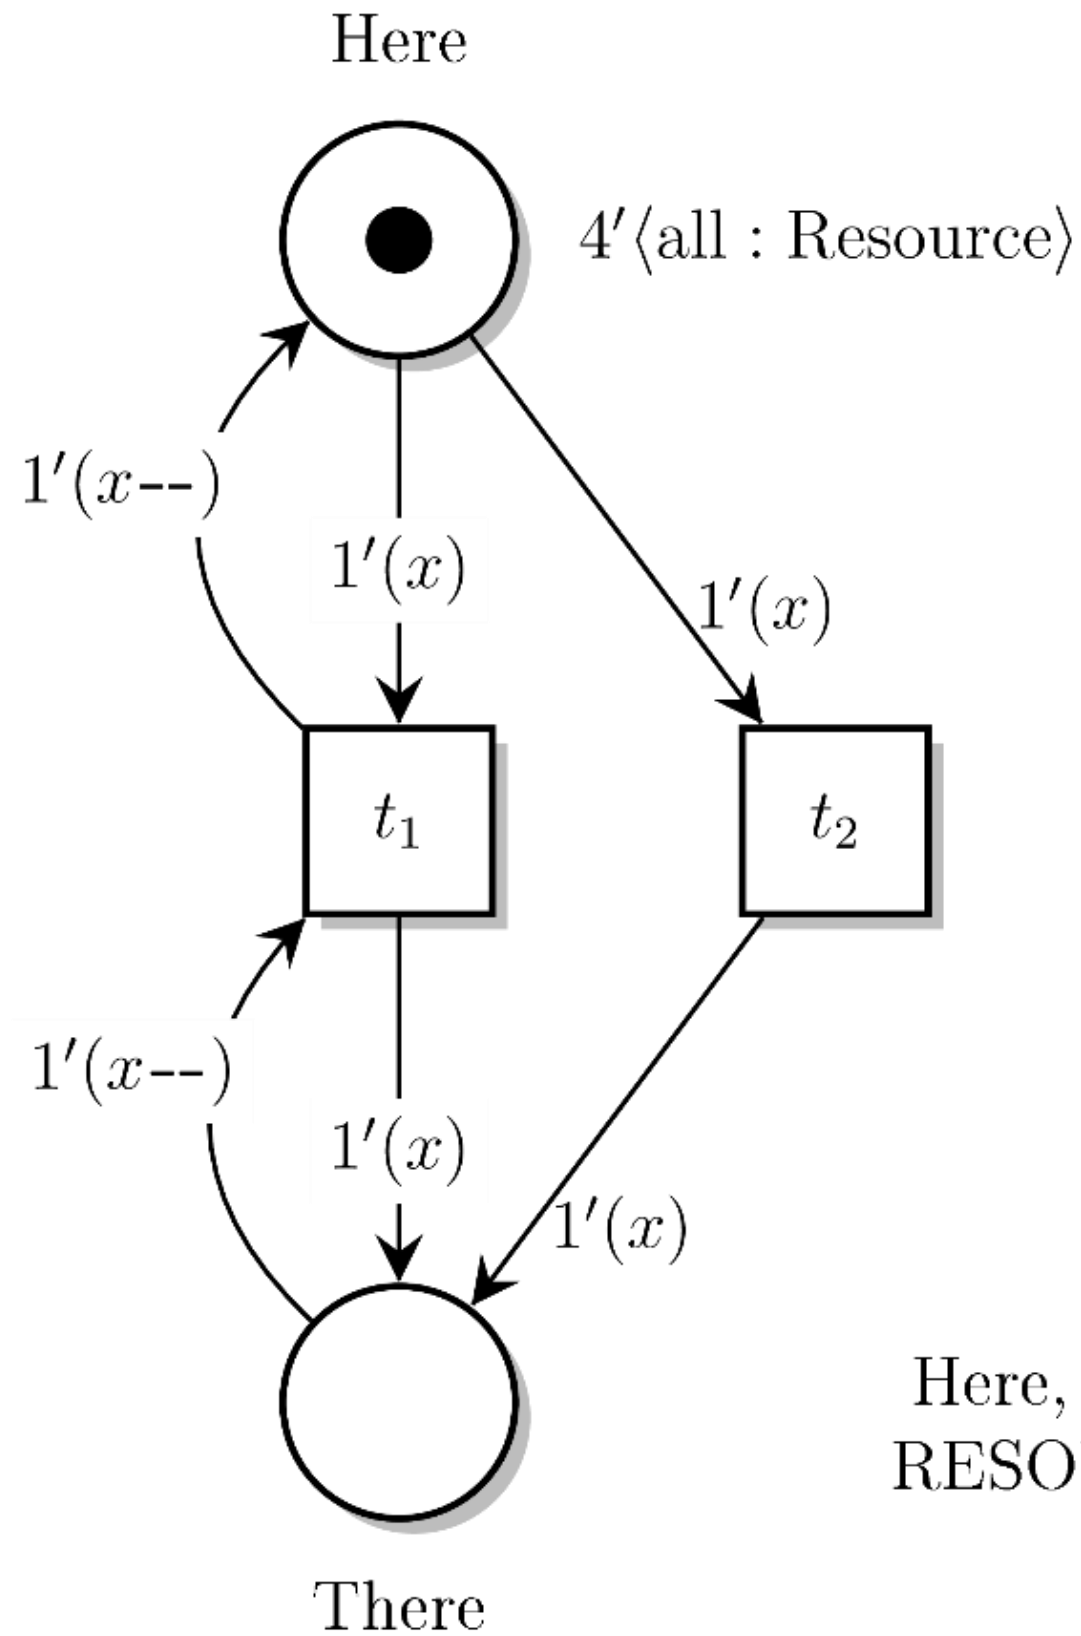 Here
4′⟨all : Resource⟩
1′(x--)
1′(x)
1′(x)
t₁
t₂
1′(x--)
1′(x)
1′(x)
Here,
RESO
There